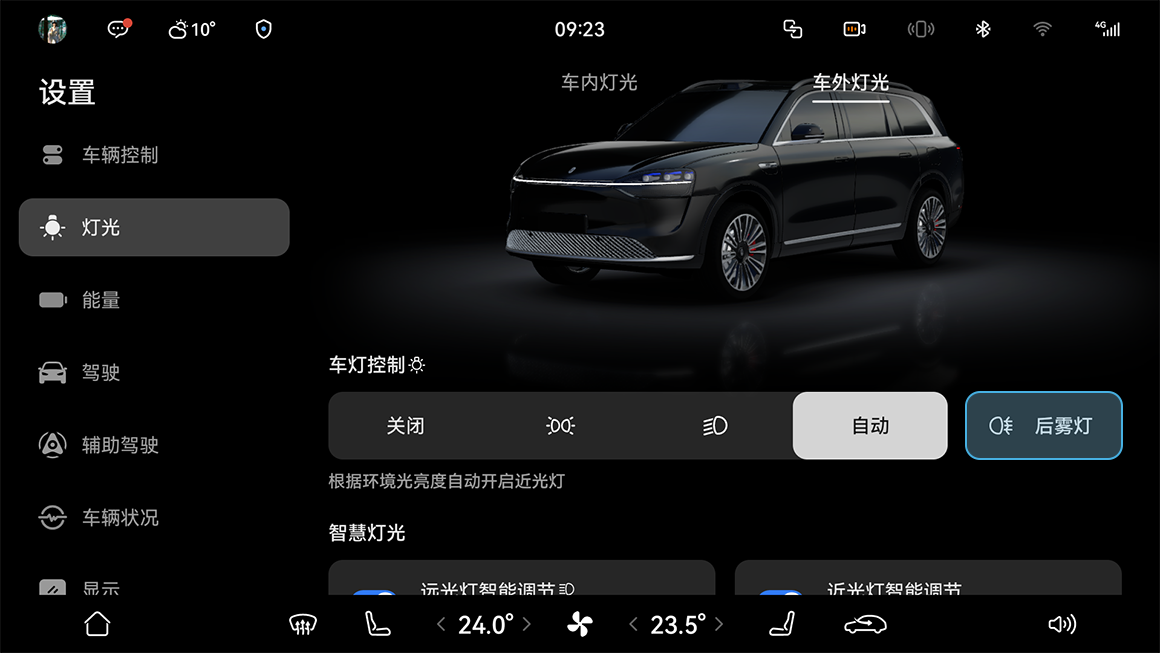 10°
09:23
4G
设置
车内灯光
车外灯光
车辆控制
灯光
能量
驾驶
辅助驾驶
车辆状况
显示
车灯控制
关闭
自动
后雾灯
根据环境光亮度自动开启近光灯
智慧灯光
远光灯智能调节
近光灯智能调节
24.0°
23.5°